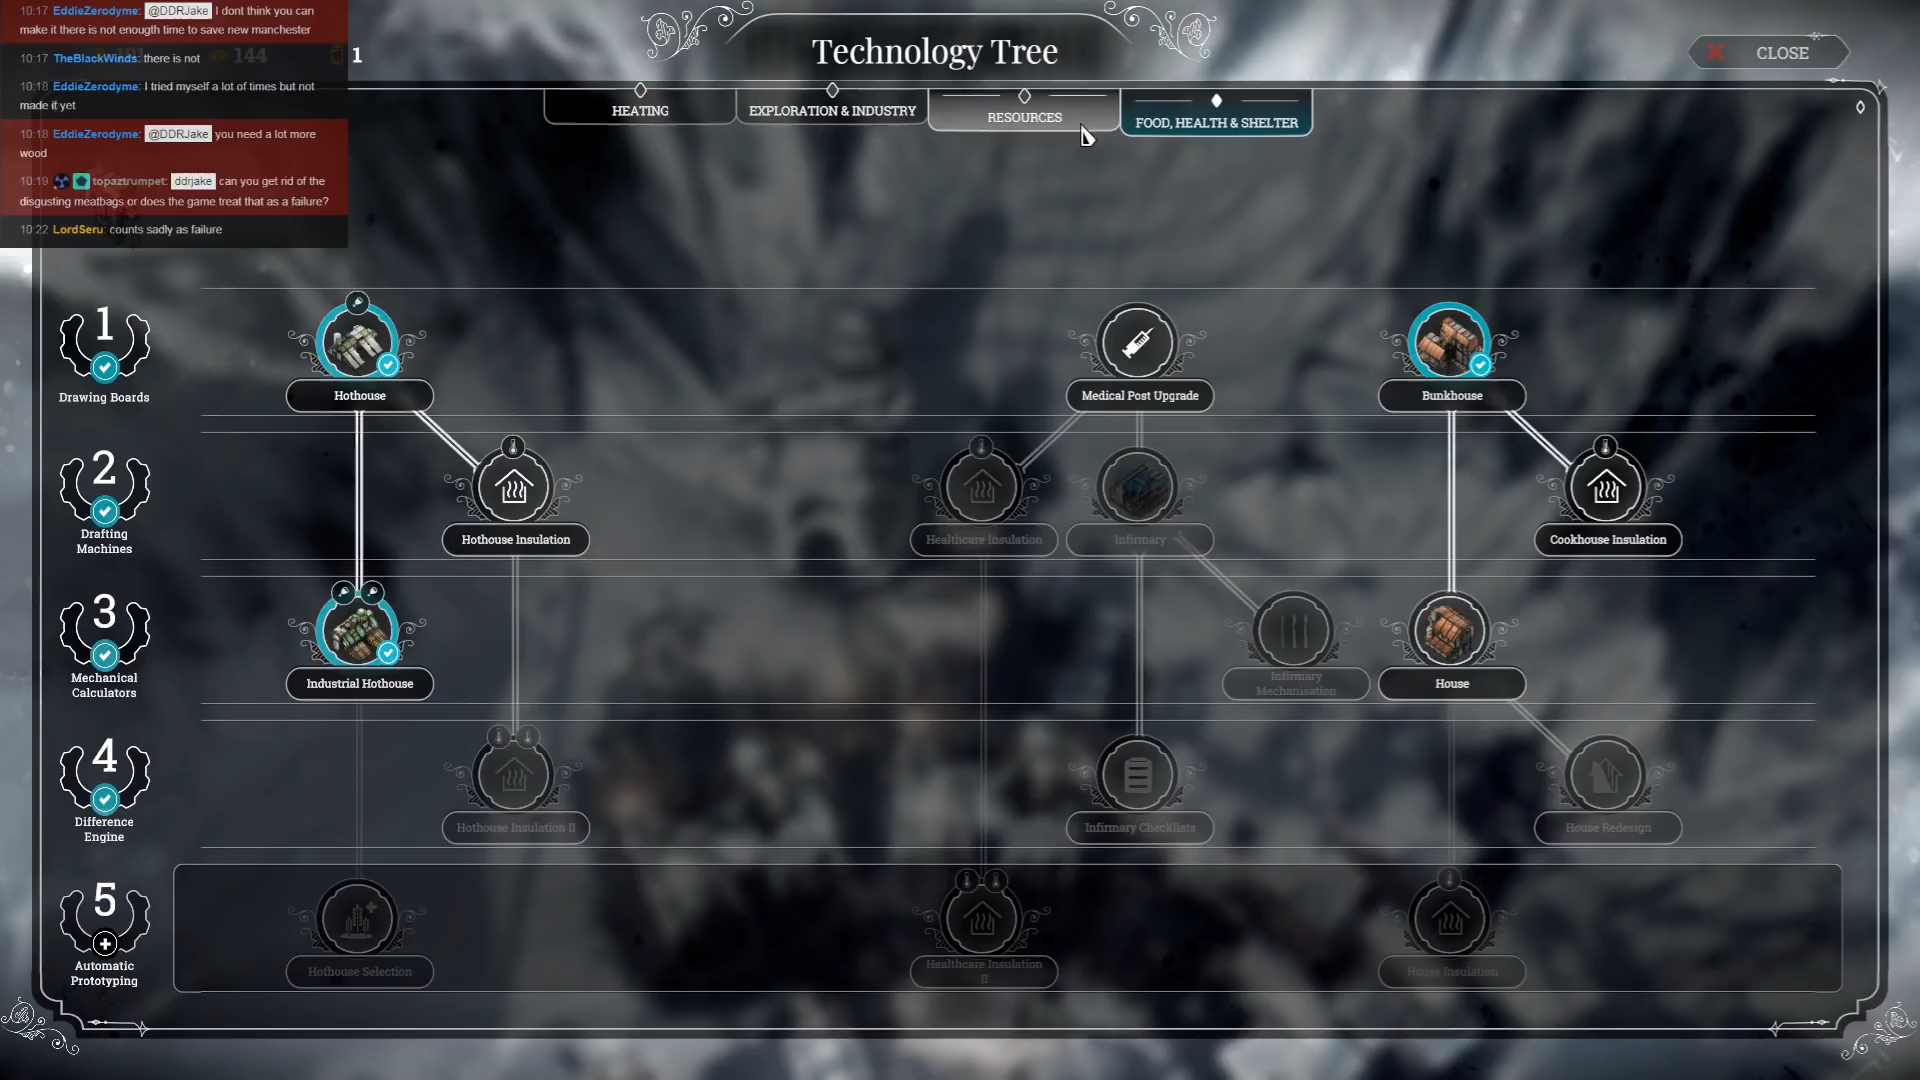 10:17 EddieZerodyme: @DDRJake I dont think you can
make it there is not enougth time to save new manchester
10:17 TheBlackWinds: there is not
144
1
10:18 EddieZerodyme: I tried myself a lot of times but not
made it yet
10:18 EddieZerodyme: @DDRJake you need a lot more
wood
10:19 topaztrumpet: ddrjake can you get rid of the
disgusting meatbags or does the game treat that as a failure?
10:22 LordSeru: counts sadly as failure
Technology Tree
CLOSE
HEATING
EXPLORATION & INDUSTRY
RESOURCES
FOOD, HEALTH & SHELTER
1
Drawing Boards
Hothouse
Medical Post Upgrade
Bunkhouse
2
Drafting
Machines
Hothouse Insulation
Healthcare Insulation
Infirmary
Cookhouse Insulation
3
Mechanical
Calculators
Industrial Hothouse
Infirmary
Mechanisation
House
4
Difference
Engine
Hothouse Insulation II
Infirmary Checklists
House Redesign
5
Automatic
Prototyping
Hothouse Selection
Healthcare Insulation
II
House Insulation